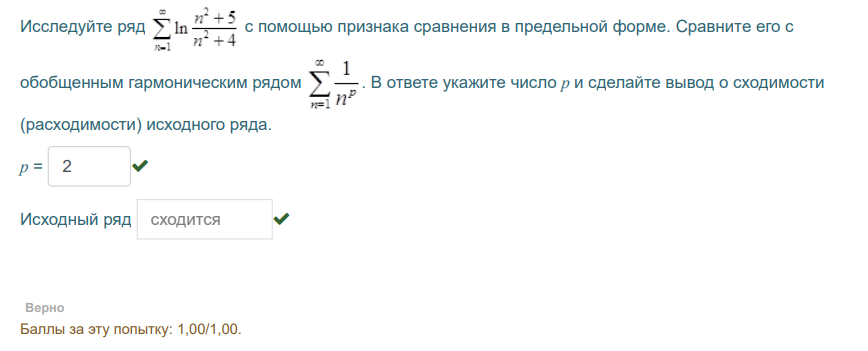 Исследуйте ряд $\sum_{n=1}^{\infty} \ln \frac{n^2+5}{n^2+4}$ с помощью признака сравнения в предельной форме. Сравните его с
обобщенным гармоническим рядом $\sum_{n=1}^{\infty} \frac{1}{n^p}$. В ответе укажите число p и сделайте вывод о сходимости
(расходимости) исходного ряда.
p = 2
Исходный ряд сходится
Верно
Баллы за эту попытку: 1,00/1,00.